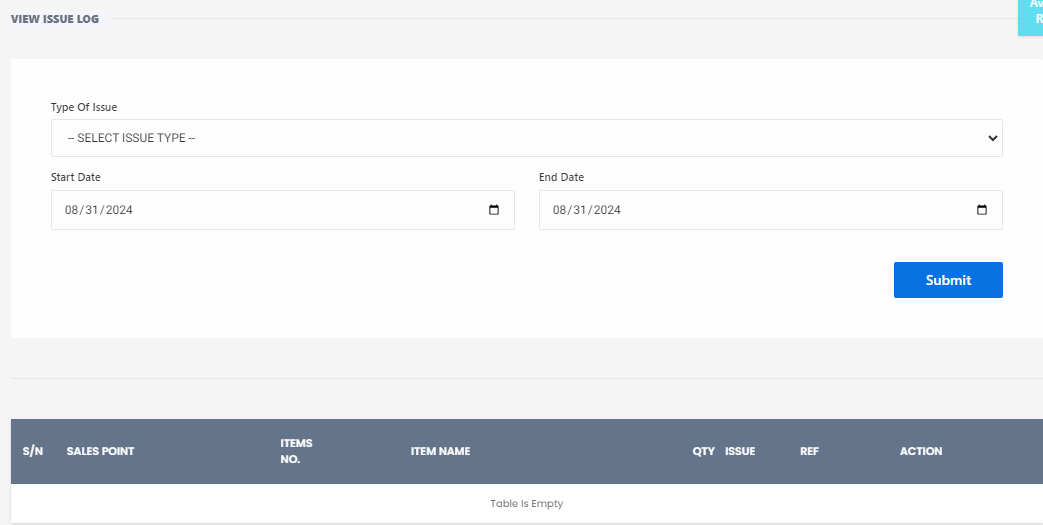 VIEW ISSUE LOG
Type Of Issue
-- SELECT ISSUE TYPE --
Start Date End Date
08/31/2024 08/31/2024
Submit
S/N SALES POINT ITEMS NO. ITEM NAME QTY ISSUE REF ACTION
Table Is Empty